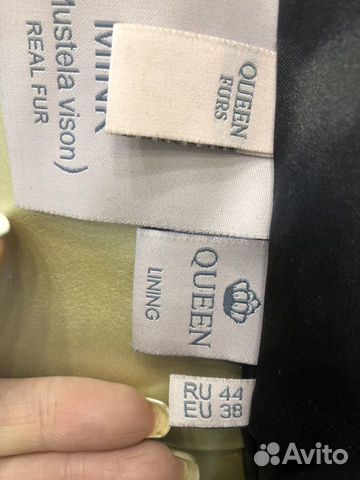 MINK
(Mustela vison)
REAL FUR
QUEEN
FURS
QUEEN
LINING
RU 44
EU 38
Avito